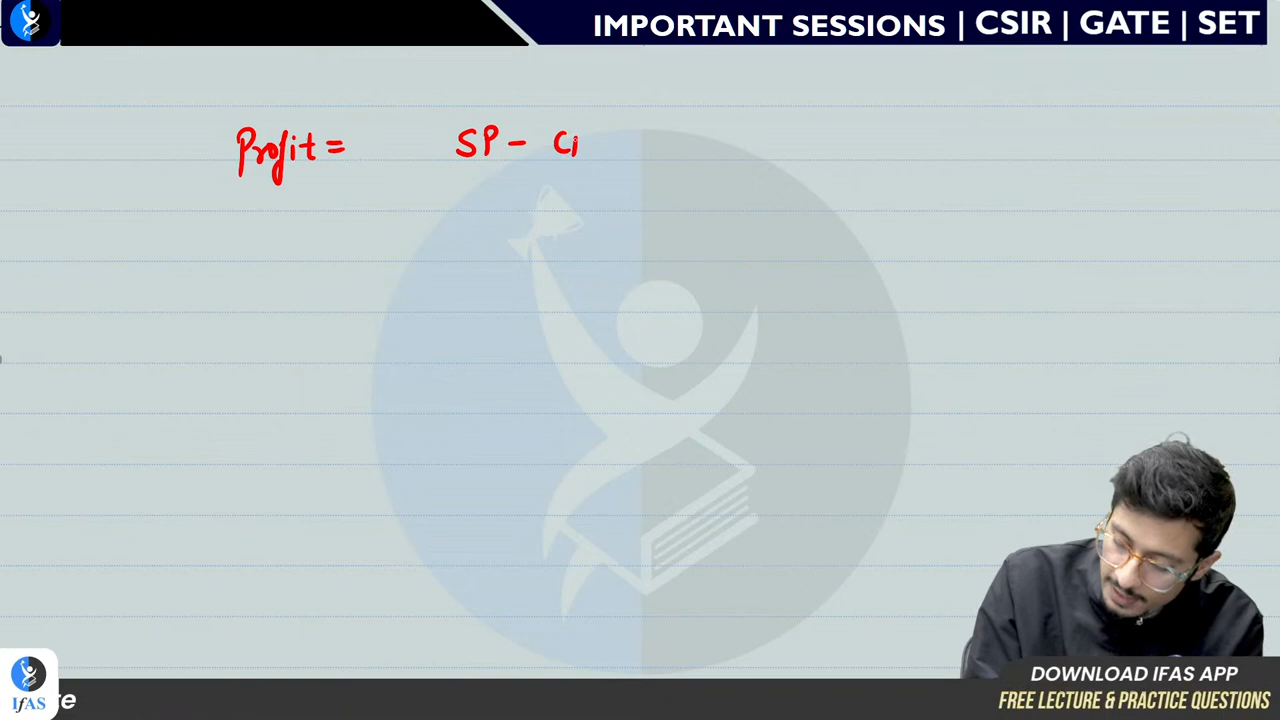 IMPORTANT SESSIONS | CSIR | GATE | SET
Profit = SP - C
DOWNLOAD IFAS APP
FREE LECTURE & PRACTICE QUESTIONS
IfAS